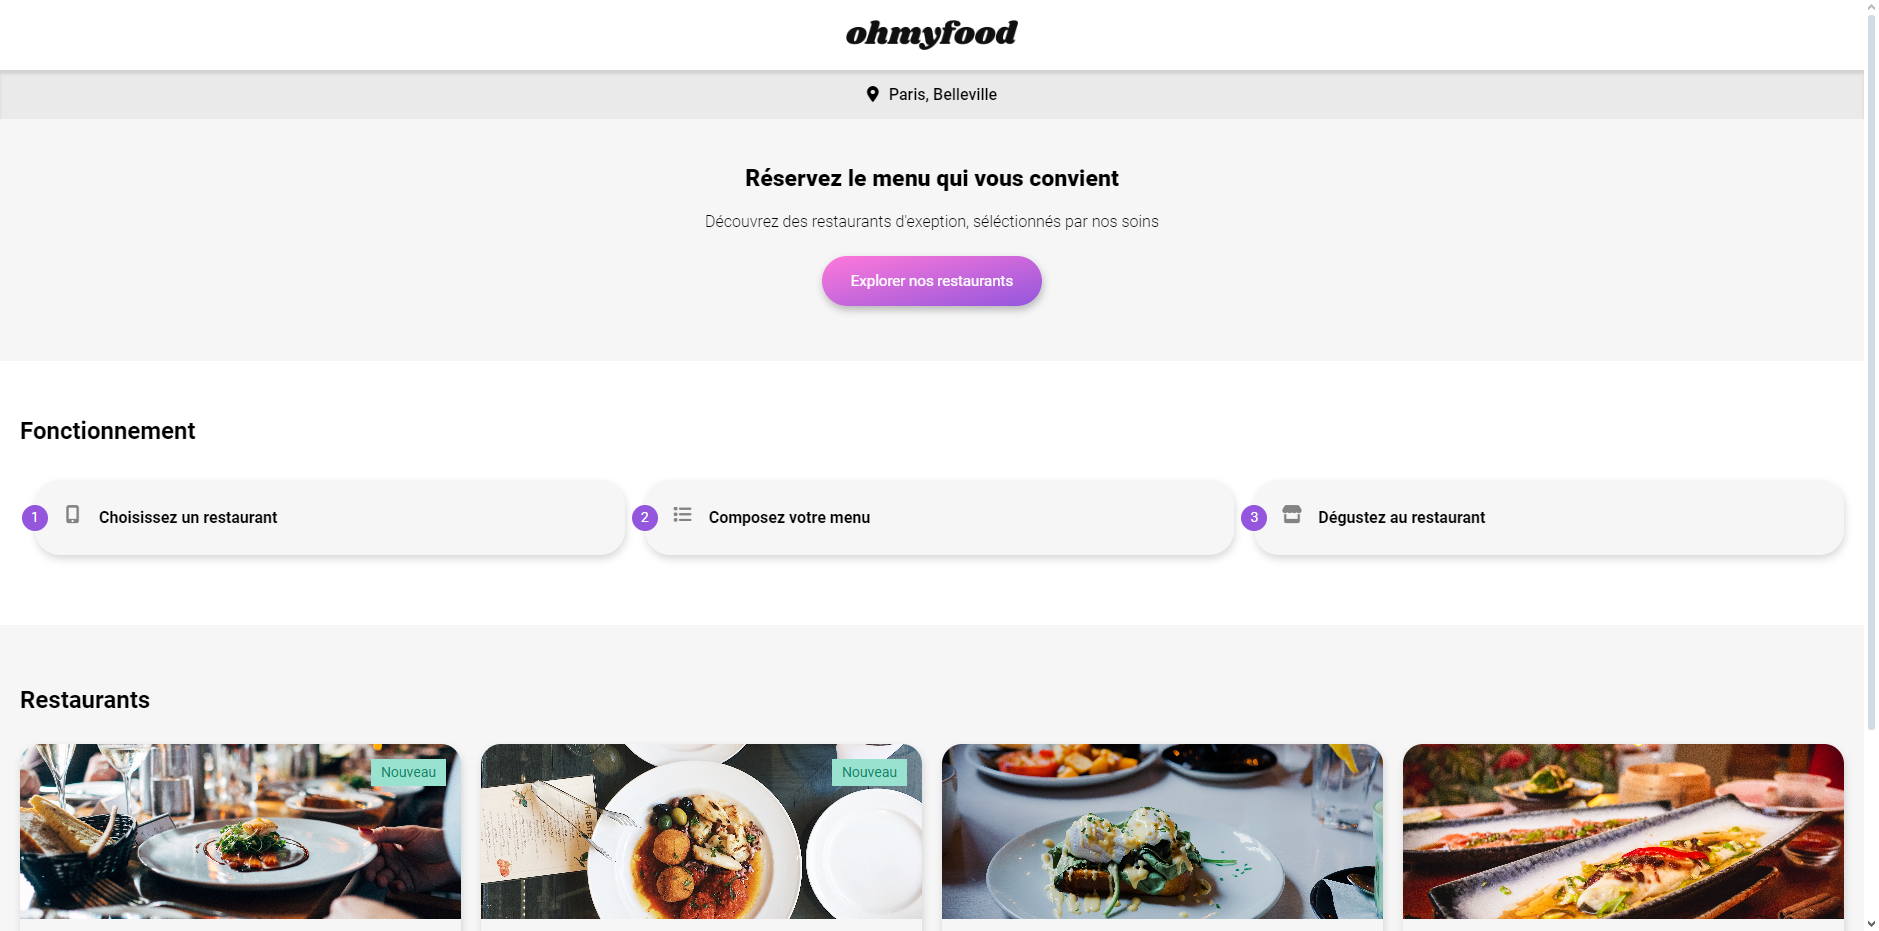 ohmyfood
Paris, Belleville
Réservez le menu qui vous convient
Découvrez des restaurants d'exeption, séléctionnés par nos soins
Explorer nos restaurants
Fonctionnement
1 Choisissez un restaurant
2 Composez votre menu
3 Dégustez au restaurant
Restaurants
Nouveau
Nouveau